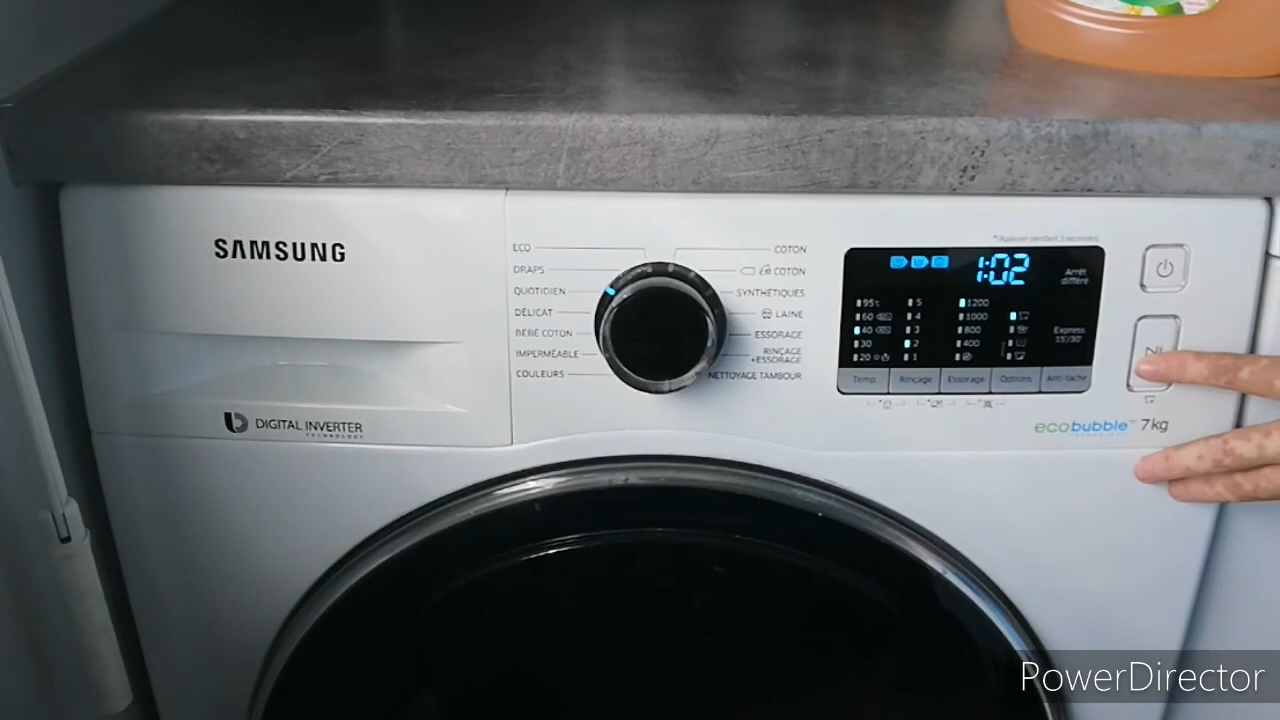 SAMSUNG
DIGITAL INVERTER
TECHNOLOGY
ECO
DRAPS
QUOTIDIEN
DÉLICAT
BÉBÉ COTON
IMPERMÉABLE
COULEURS
COTON
COTON
SYNTHÉTIQUES
LAINE
ESSORAGE
RINÇAGE
+ESSORAGE
NETTOYAGE TAMBOUR
1:02
Arrêt
différé
95℃ 5 1200
60 4 1000
40 3 800
30 2 400
20 1
Express
15'/30'
Temp. Rinçage Essorage Options Anti-tache
ecobubble™ 7kg
PowerDirector